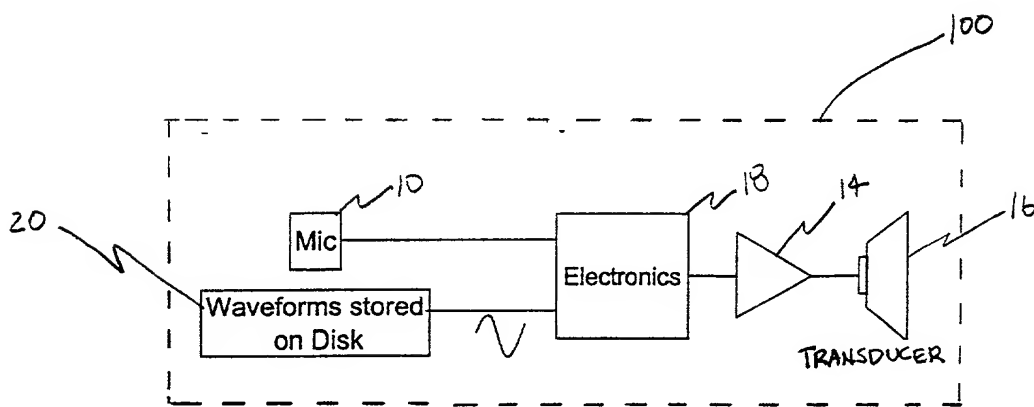 100
10
18
14
16
20
Mic
Electronics
Waveforms stored
on Disk
TRANSDUCER